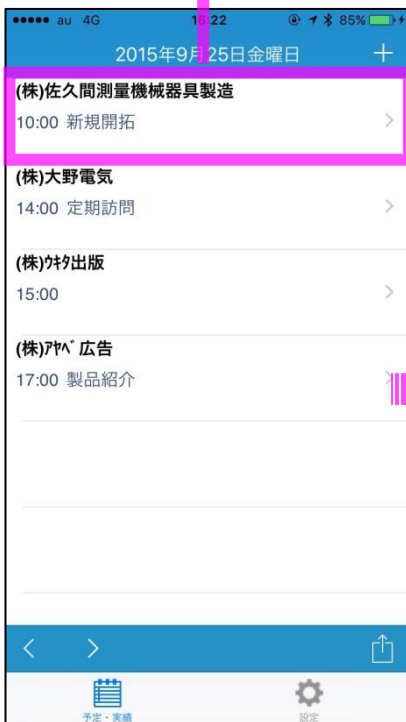 au 4G 16:22 85%
2015年9月25日金曜日 +
(株)佐久間測量機械器具製造
10:00 新規開拓
(株)大野電気
14:00 定期訪問
(株)ｳｷﾀ出版
15:00
(株)ｱﾔﾍﾞ広告
17:00 製品紹介
予定・実績 設定